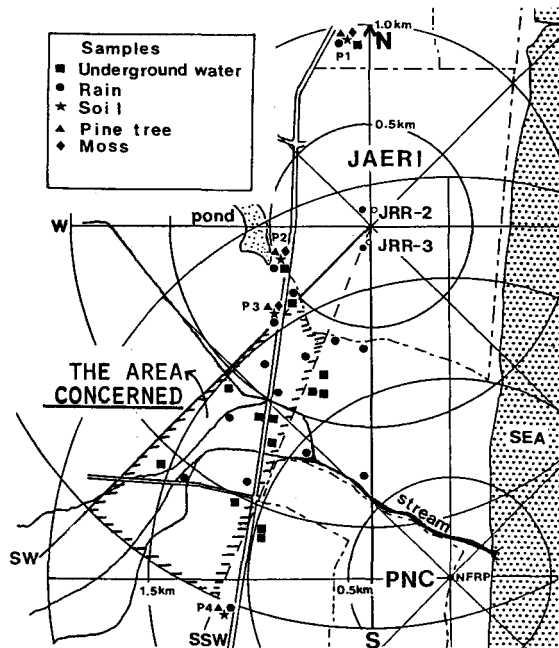 Samples
Underground water
Rain
Soil
Pine tree
Moss
1.0km
N
P1
0.5km
JAERI
JRR-2
JRR-3
W
pond
P2
P3
THE AREA
CONCERNED
SEA
stream
SW
1.5km
0.5km
PNC
NFRP
P4
SSW
S